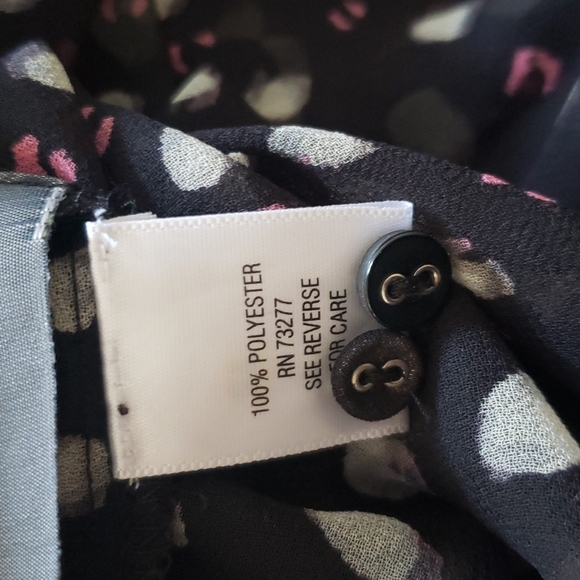 100% POLYESTER
RN 73277
SEE REVERSE
FOR CARE